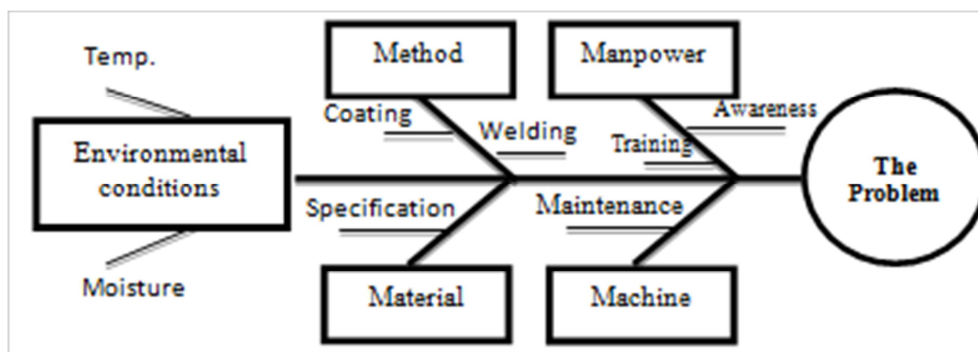 Temp.
Method
Manpower
Coating
Awareness
Welding
Training
Environmental
conditions
The
Problem
Specification
Maintenance
Moisture
Material
Machine